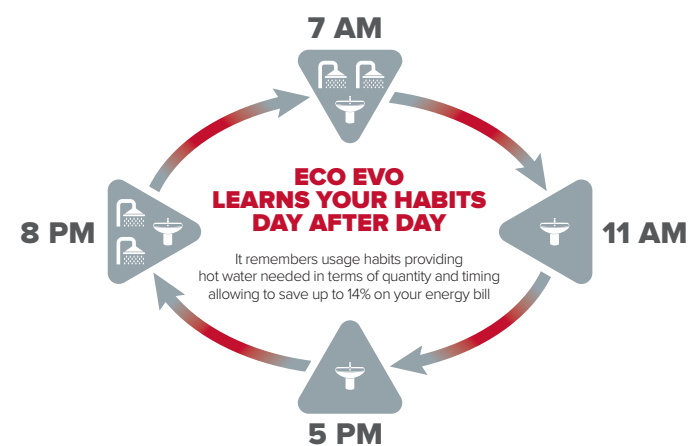 7 AM
ECO EVO
LEARNS YOUR HABITS
DAY AFTER DAY
8 PM
11 AM
It remembers usage habits providing
hot water needed in terms of quantity and timing
allowing to save up to 14% on your energy bill
5 PM